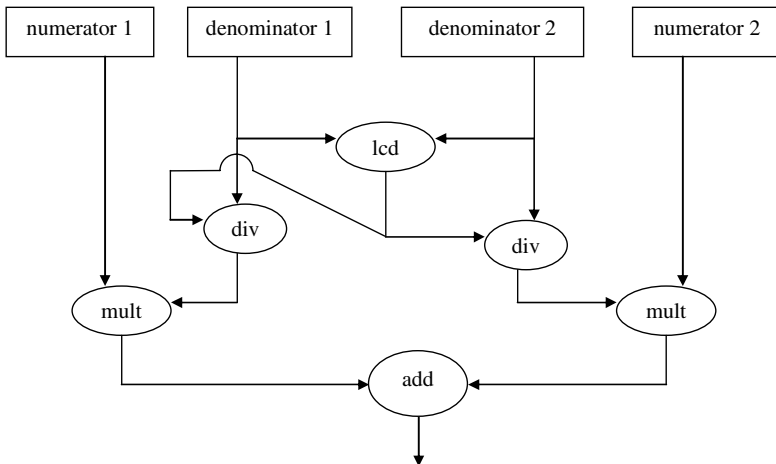 numerator 1
denominator 1
denominator 2
numerator 2
lcd
div
div
mult
mult
add